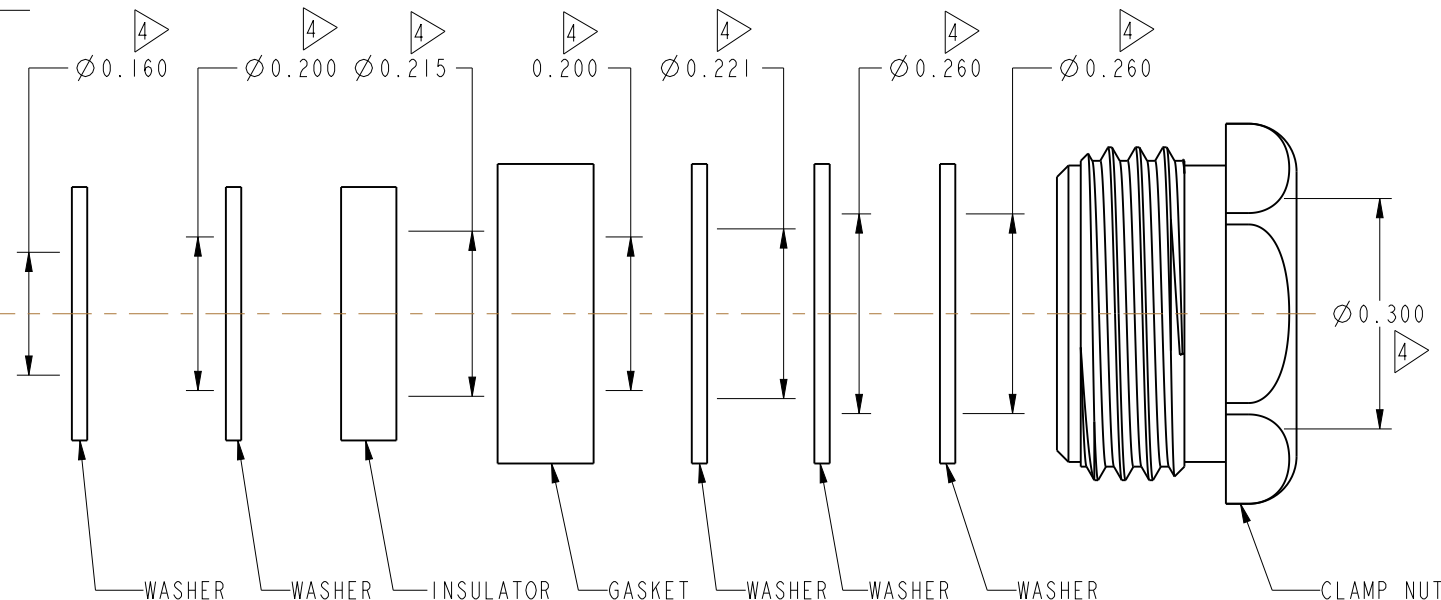 4 4 4 4 4 4 4
Ø0.160 Ø0.200 Ø0.215 0.200 Ø0.221 Ø0.260 Ø0.260
Ø0.300
4
WASHER WASHER INSULATOR GASKET WASHER WASHER WASHER CLAMP NUT